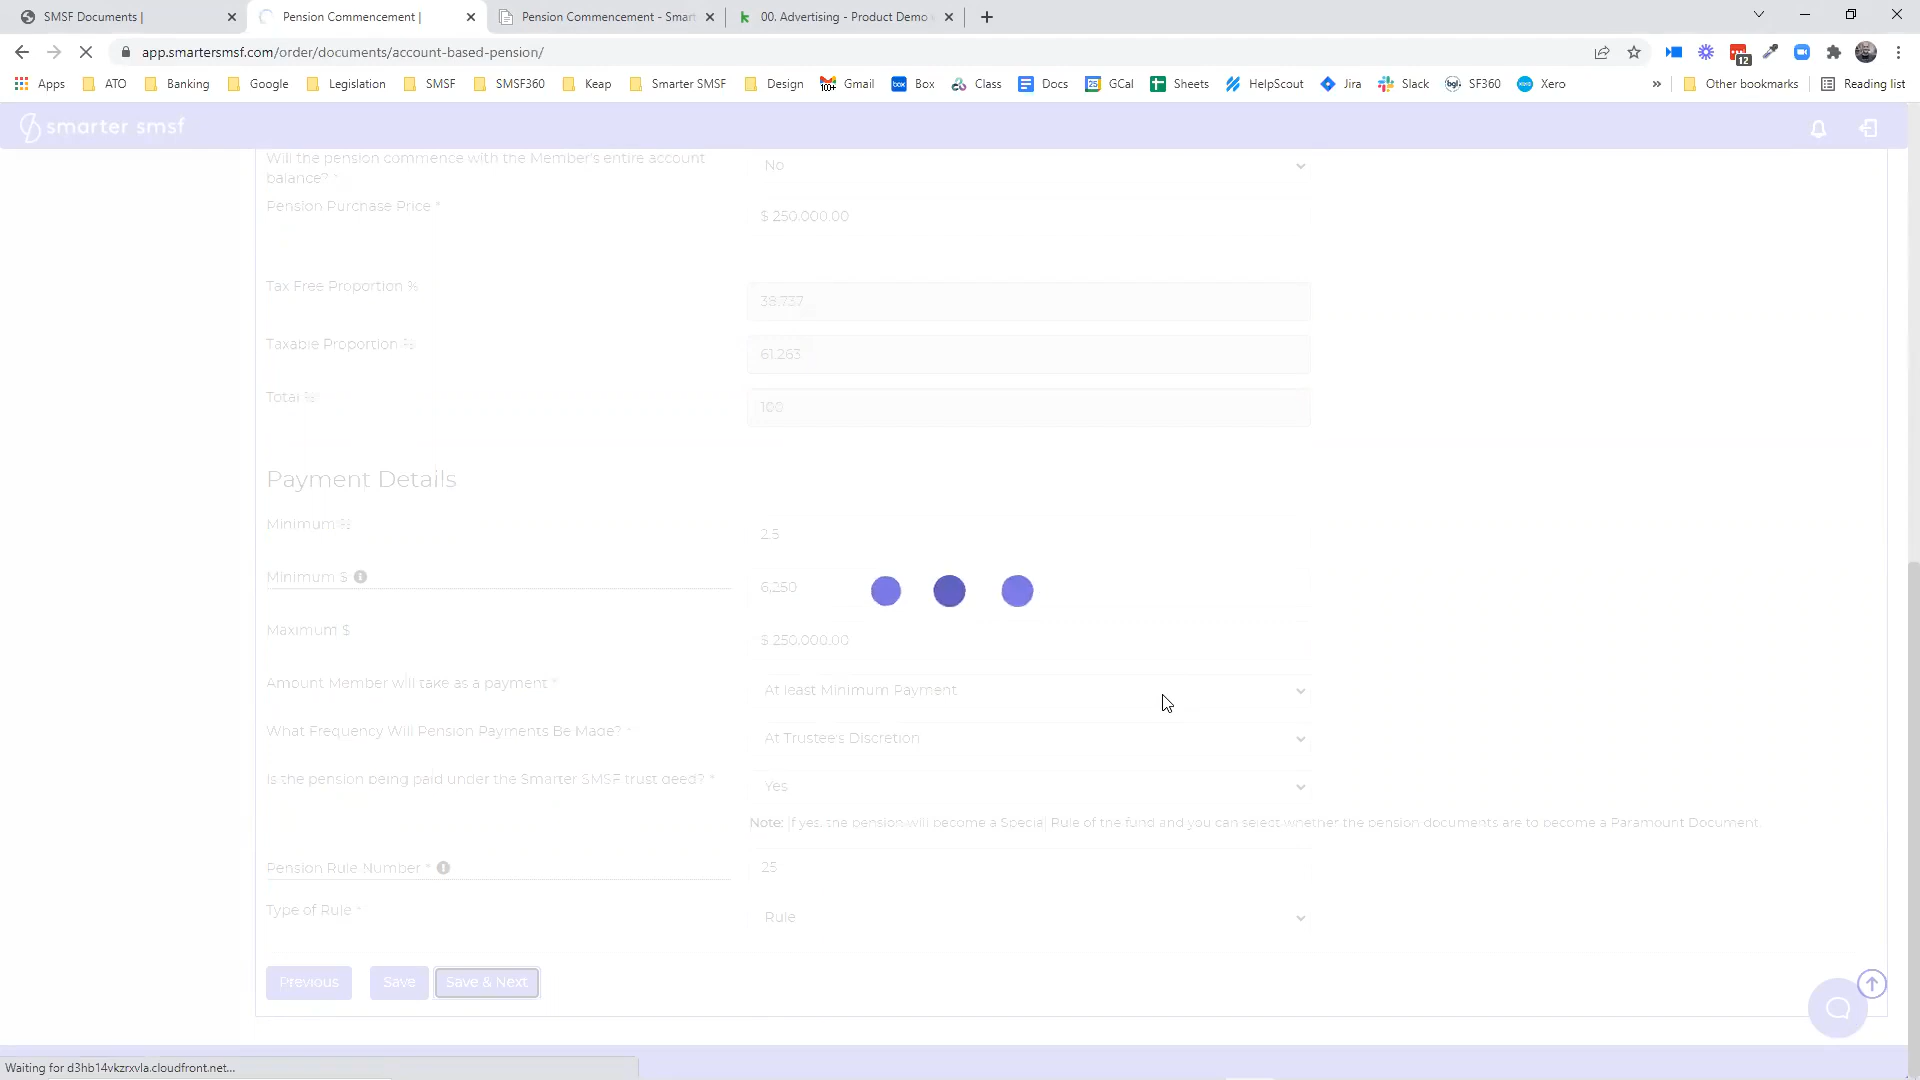 SMSF Documents |
Pension Commencement |
Pension Commencement - Smar
00. Advertising - Product Demo
app.smartersmsf.com/order/documents/account-based-pension/
12
Apps
ATO
Banking
Google
Legislation
SMSF
SMSF360
Keap
Smarter SMSF
Design
100+
Gmail
box
Box
Class
Docs
25
GCal
Sheets
HelpScout
Jira
Slack
bgl
SF360
xero
Xero
»
Other bookmarks
Reading list
smarter smsf
Will the pension commence with the Member's entire account
balance? *
No
Pension Purchase Price *
$ 250,000.00
Tax Free Proportion %
38.737
Taxable Proportion %
61.263
Total %
100
Payment Details
Minimum %
2.5
Minimum $
6,250
Maximum $
$ 250,000.00
Amount Member will take as a payment *
At least Minimum Payment
What Frequency Will Pension Payments Be Made? *
At Trustee's Discretion
Is the pension being paid under the Smarter SMSF trust deed? *
Yes
Note: If yes, the pension will become a Special Rule of the fund and you can select whether the pension documents are to become a Paramount Document.
Pension Rule Number *
25
Type of Rule *
Rule
Previous
Save
Save & Next
Waiting for d3hb14vkzrxvla.cloudfront.net...